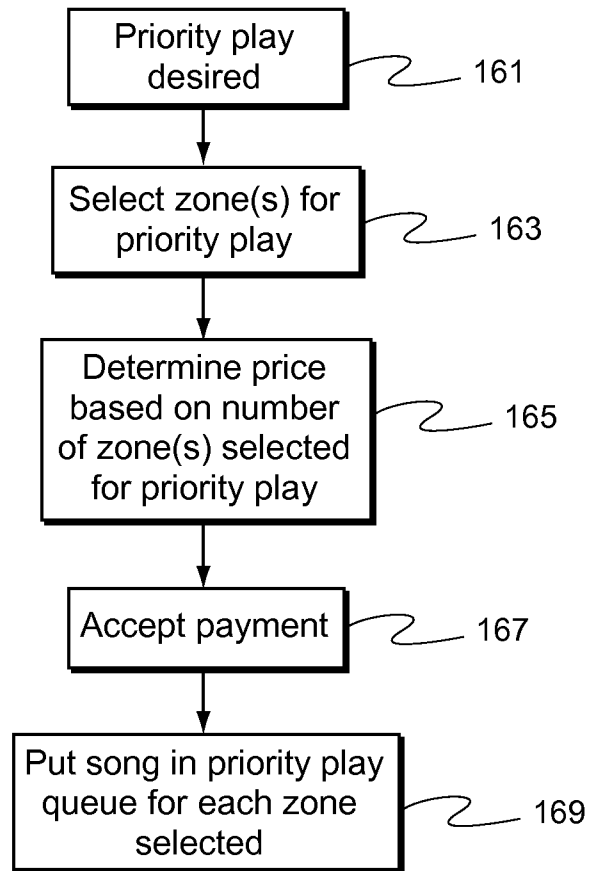 Priority play
desired
161
Select zone(s) for
priority play
163
Determine price
based on number
of zone(s) selected
for priority play
165
Accept payment
167
Put song in priority play
queue for each zone
selected
169